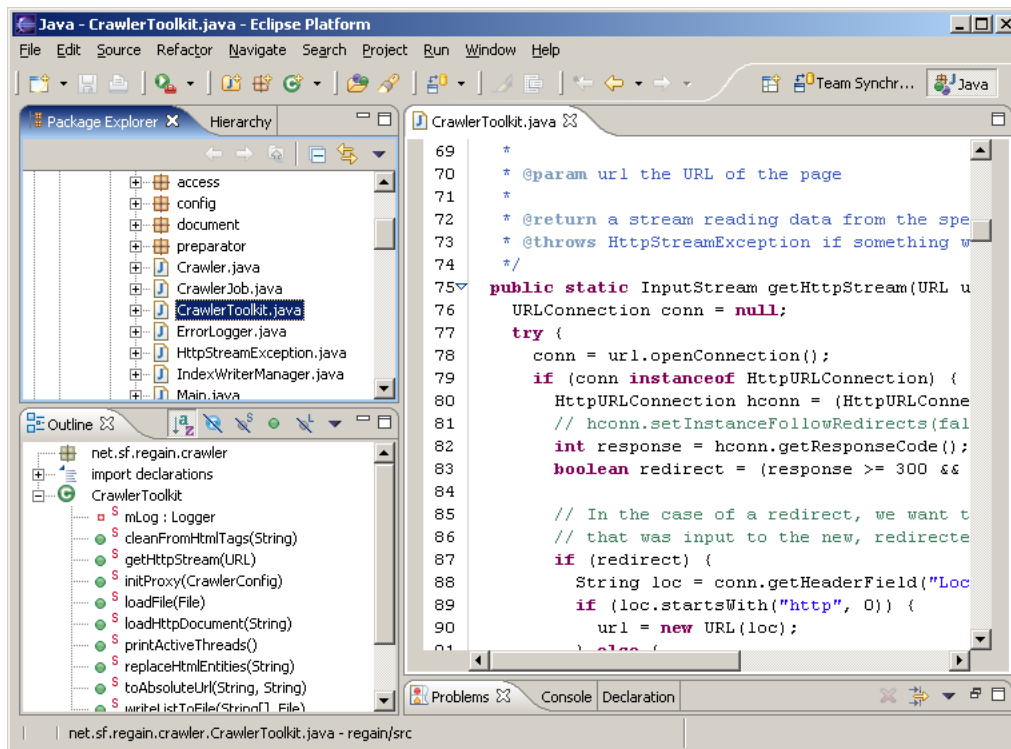 Java - CrawlerToolkit.java - Eclipse Platform
File Edit Source Refactor Navigate Search Project Run Window Help
Team Synchr... Java
Package Explorer Hierarchy
access
config
document
preparator
Crawler.java
CrawlerJob.java
CrawlerToolkit.java
ErrorLogger.java
HttpStreamException.java
IndexWriterManager.java
Main.java
Outline
net.sf.regain.crawler
import declarations
CrawlerToolkit
mLog : Logger
cleanFromHtmlTags(String)
getHttpStream(URL)
initProxy(CrawlerConfig)
loadFile(File)
loadHttpDocument(String)
printActiveThreads()
replaceHtmlEntities(String)
toAbsoluteUrl(String, String)
writeListToFile(String[], File)
CrawlerToolkit.java
69 *
70 * @param url the URL of the page
71 *
72 * @return a stream reading data from the spe
73 * @throws HttpStreamException if something w
74 */
75 public static InputStream getHttpStream(URL u
76 URLConnection conn = null;
77 try {
78 conn = url.openConnection();
79 if (conn instanceof HttpURLConnection) {
80 HttpURLConnection hconn = (HttpURLConne
81 // hconn.setInstanceFollowRedirects(fal
82 int response = hconn.getResponseCode();
83 boolean redirect = (response >= 300 &&
84
85 // In the case of a redirect, we want t
86 // that was input to the new, redirecte
87 if (redirect) {
88 String loc = conn.getHeaderField("Loc
89 if (loc.startsWith("http", 0)) {
90 url = new URL(loc);
91 } else {
Problems Console Declaration
net.sf.regain.crawler.CrawlerToolkit.java - regain/src